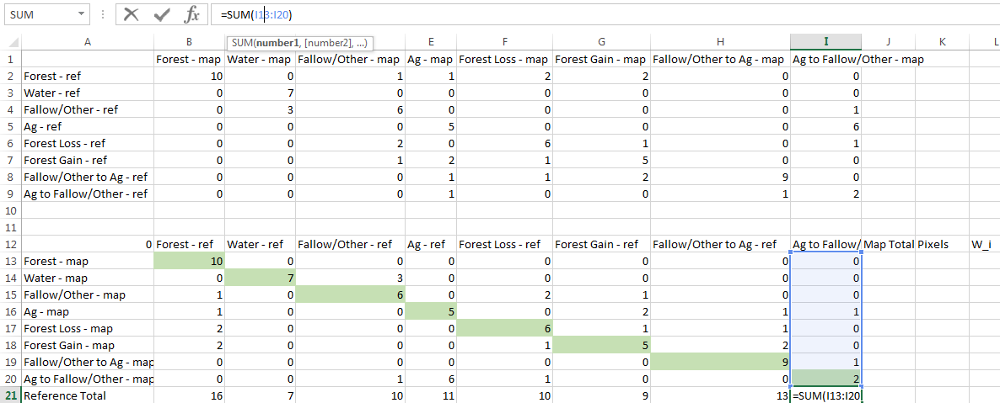 SUM =SUM(I13:I20)
SUM(number1, [number2], ...)
A B E F G H I J K L
1 Forest - map Water - map Fallow/Other - map Ag - map Forest Loss - map Forest Gain - map Fallow/Other to Ag - map Ag to Fallow/Other - map
2 Forest - ref 10 0 1 1 2 2 0 0
3 Water - ref 0 7 0 0 0 0 0 0
4 Fallow/Other - ref 0 3 6 0 0 0 0 1
5 Ag - ref 0 0 0 5 0 0 0 6
6 Forest Loss - ref 0 0 2 0 6 1 0 1
7 Forest Gain - ref 0 0 1 2 1 5 0 0
8 Fallow/Other to Ag - ref 0 0 0 1 1 2 9 0
9 Ag to Fallow/Other - ref 0 0 0 1 0 0 1 2
10
11
12 0 Forest - ref Water - ref Fallow/Other - ref Ag - ref Forest Loss - ref Forest Gain - ref Fallow/Other to Ag - ref Ag to Fallow/ Map Total Pixels W_i
13 Forest - map 10 0 0 0 0 0 0 0
14 Water - map 0 7 3 0 0 0 0 0
15 Fallow/Other - map 1 0 6 0 2 1 0 0
16 Ag - map 1 0 0 5 0 2 1 1
17 Forest Loss - map 2 0 0 0 6 1 1 0
18 Forest Gain - map 2 0 0 0 1 5 2 0
19 Fallow/Other to Ag - map 0 0 0 0 0 0 9 1
20 Ag to Fallow/Other - map 0 0 1 6 1 0 0 2
21 Reference Total 16 7 10 11 10 9 13 =SUM(I13:I20